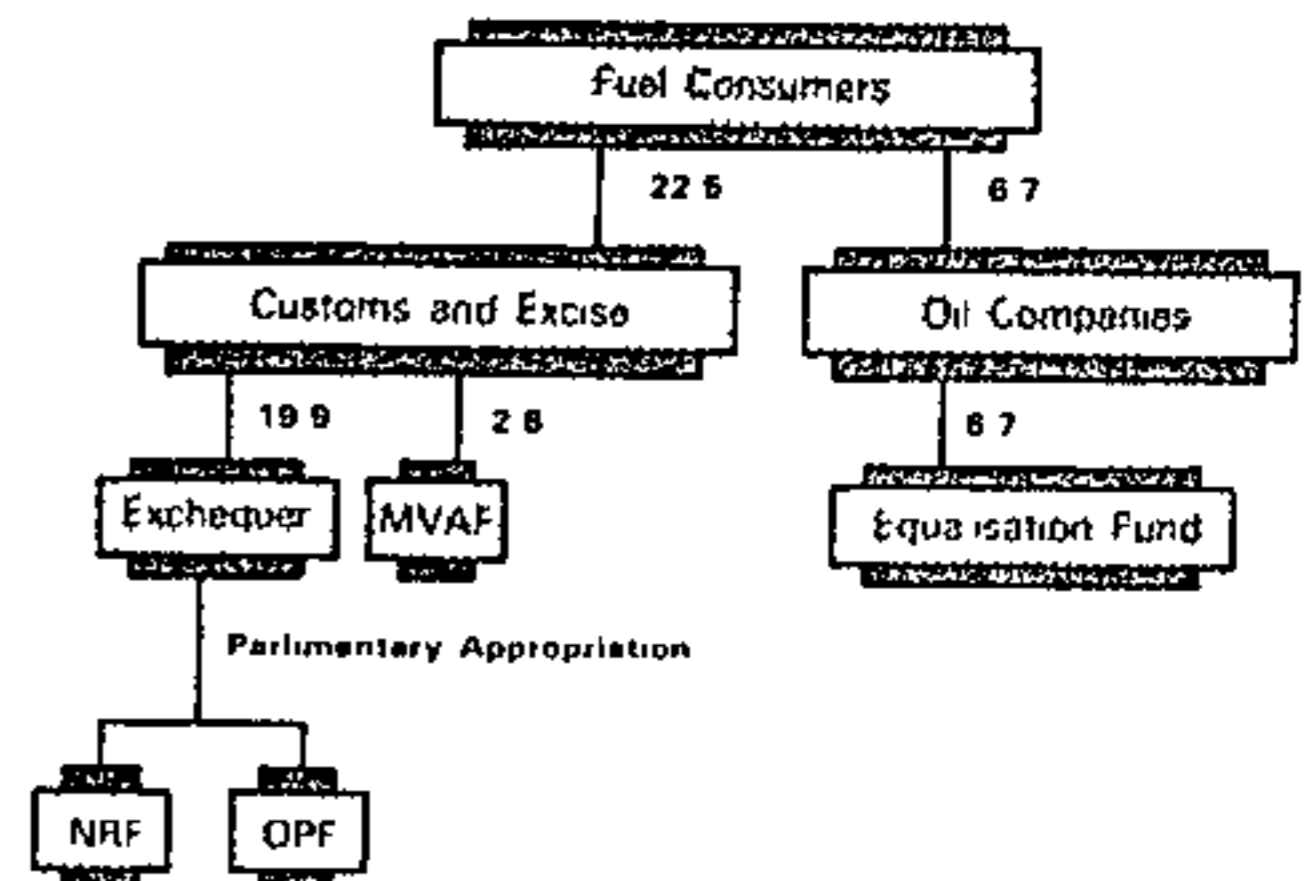 Fuel Consumers
22 5 6 7
Customs and Excise Oil Companies
19 9 2 6 6 7
Exchequer MVAF Equalisation Fund
Parlimentary Appropriation
NRF OPF